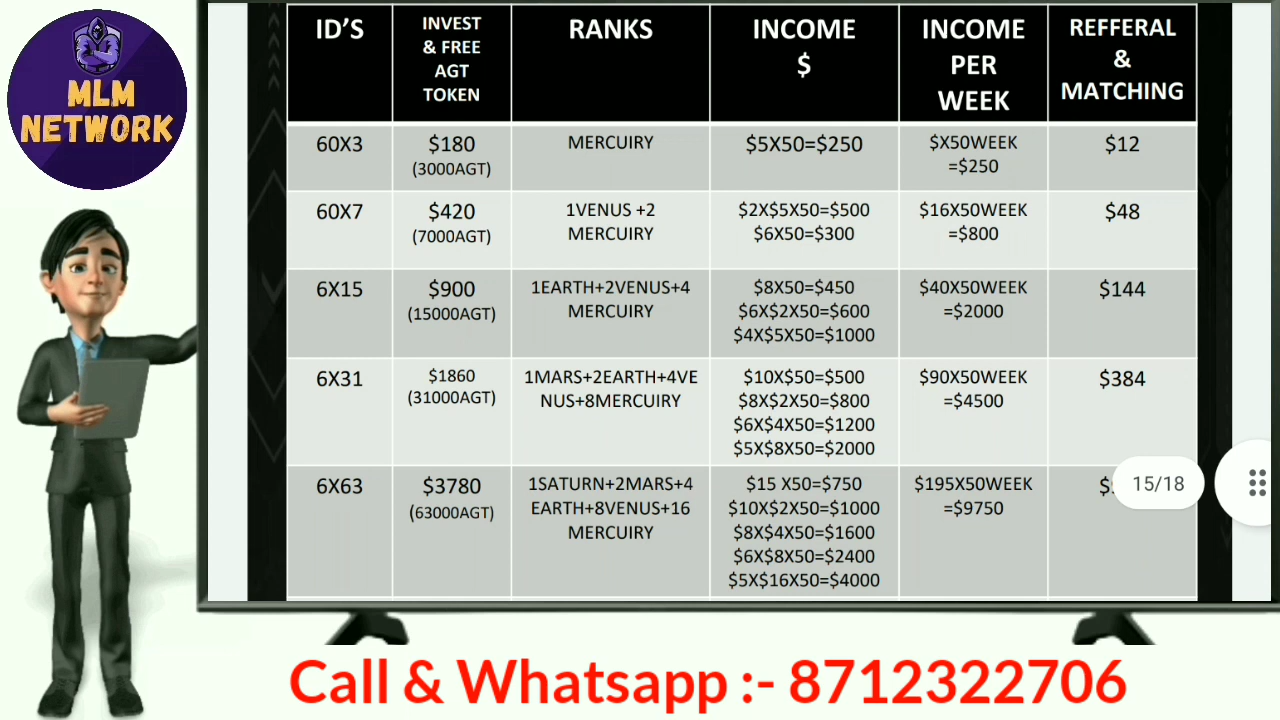 MLM
NETWORK
ID'S
INVEST
& FREE
AGT
TOKEN
RANKS
INCOME
$
INCOME
PER
WEEK
REFFERAL
&
MATCHING
60X3
$180
(3000AGT)
MERCUIRY
$5X50=$250
$X50WEEK
=$250
$12
60X7
$420
(7000AGT)
1VENUS +2
MERCUIRY
$2X$5X50=$500
$6X50=$300
$16X50WEEK
=$800
$48
6X15
$900
(15000AGT)
1EARTH+2VENUS+4
MERCUIRY
$8X50=$450
$6X$2X50=$600
$4X$5X50=$1000
$40X50WEEK
=$2000
$144
6X31
$1860
(31000AGT)
1MARS+2EARTH+4VE
NUS+8MERCUIRY
$10X$50=$500
$8X$2X50=$800
$6X$4X50=$1200
$5X$8X50=$2000
$90X50WEEK
=$4500
$384
6X63
$3780
(63000AGT)
1SATURN+2MARS+4
EARTH+8VENUS+16
MERCUIRY
$15 X50=$750
$10X$2X50=$1000
$8X$4X50=$1600
$6X$8X50=$2400
$5X$16X50=$4000
$195X50WEEK
=$9750
15/18
Call & Whatsapp :- 8712322706